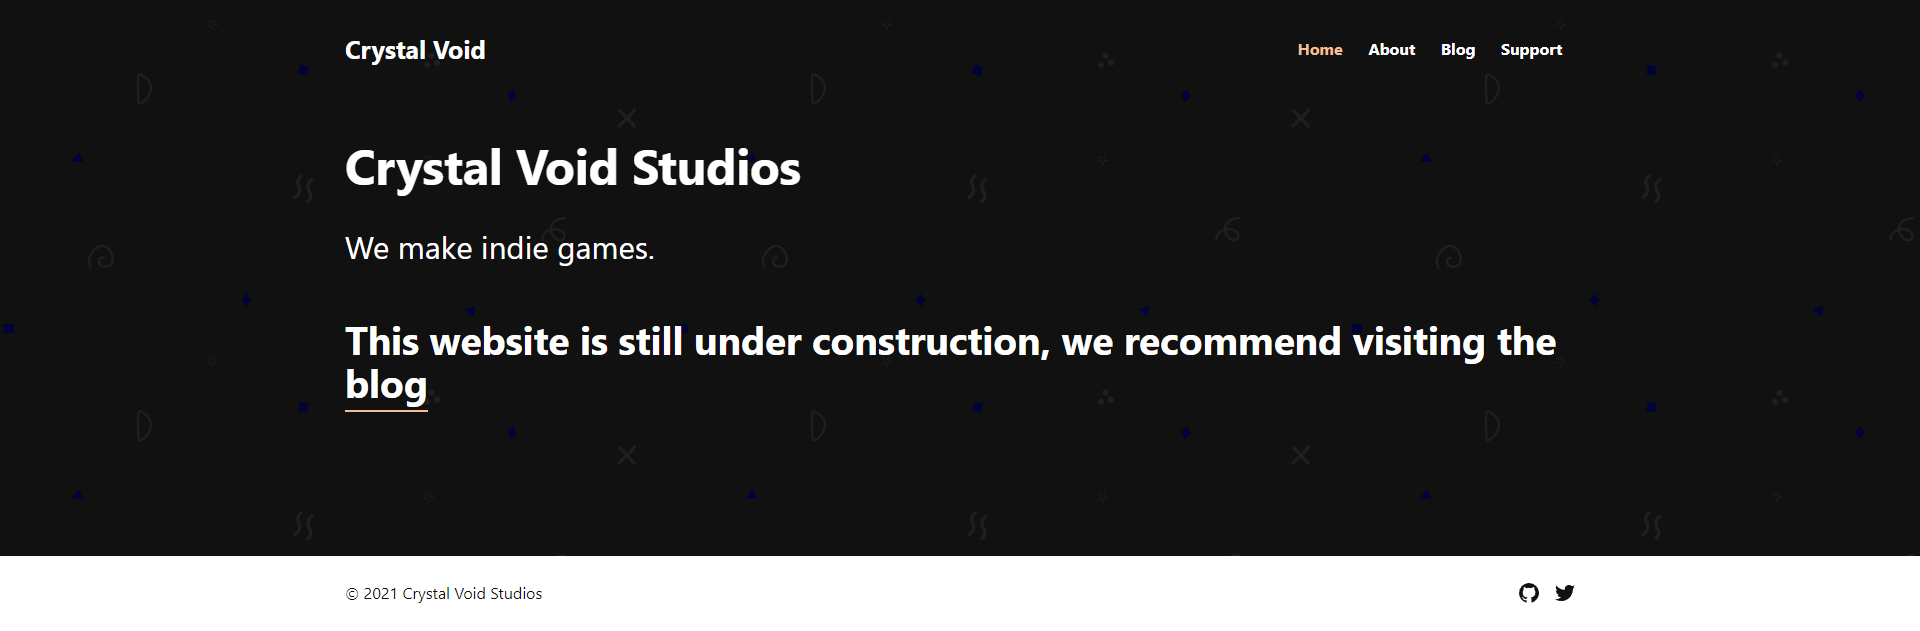 Crystal Void
Home About Blog Support
Crystal Void Studios
We make indie games.
This website is still under construction, we recommend visiting the
blog
© 2021 Crystal Void Studios